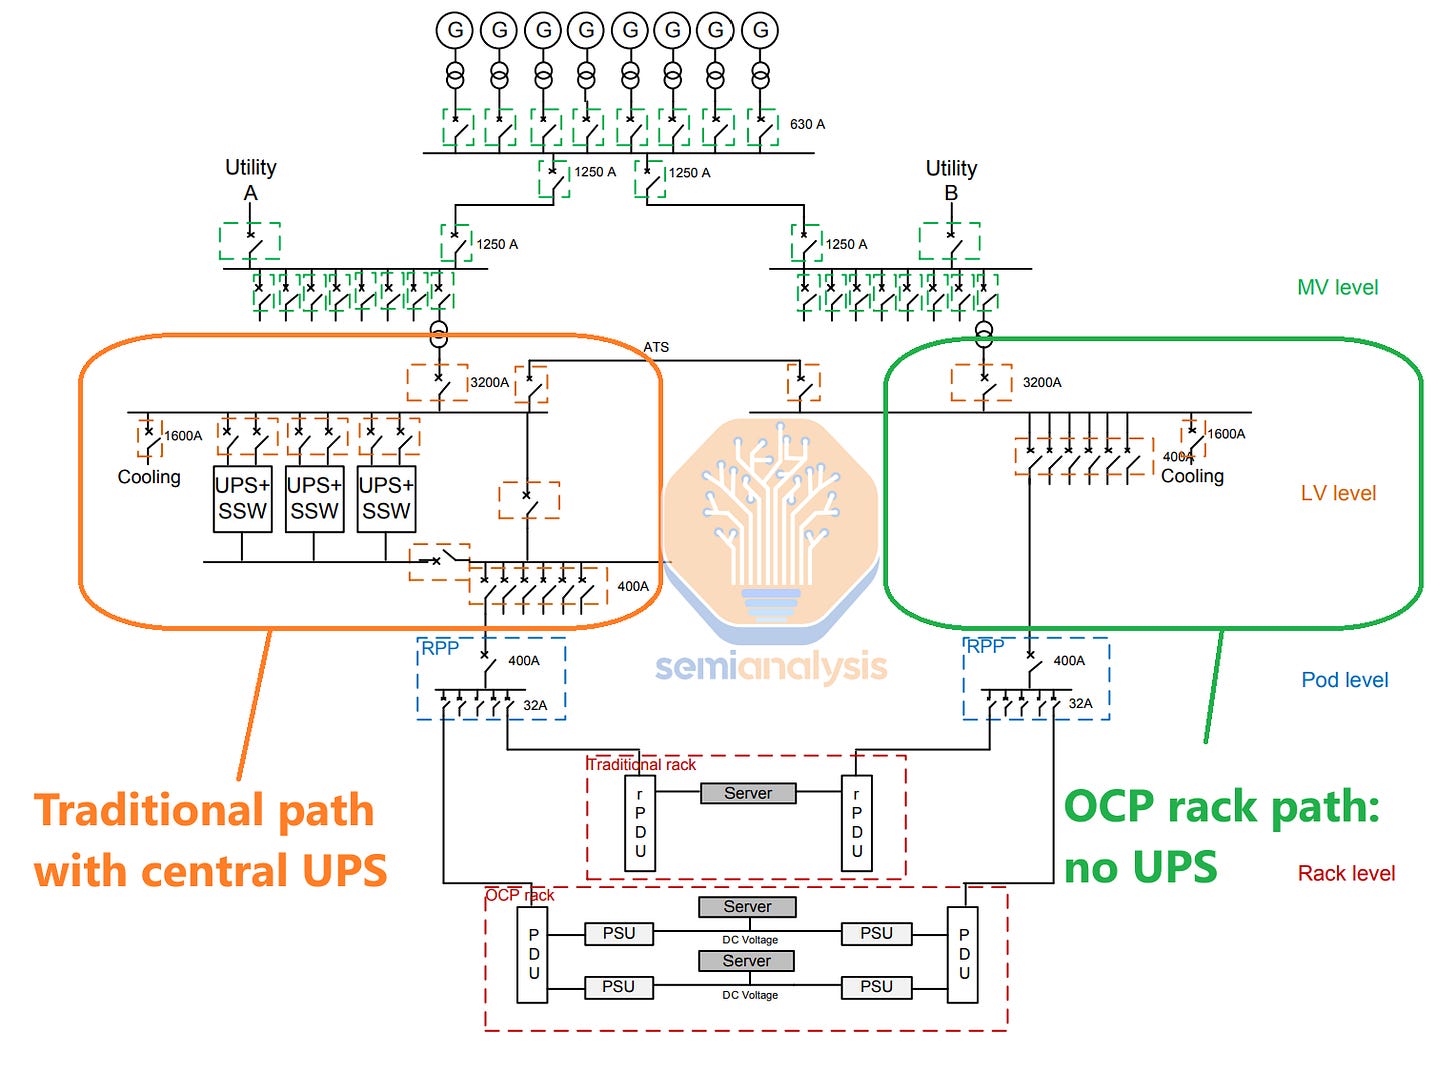 G G G G G G G G
630 A
1250 A
1250 A
Utility
A
Utility
B
1250 A
1250 A
MV level
ATS
3200A
3200A
1600A
Cooling
UPS+
SSW
UPS+
SSW
UPS+
SSW
400A
1600A
400A
Cooling
LV level
RPP
400A
32A
RPP
400A
32A
semianalysis
Pod level
Traditional path
with central UPS
Traditional rack
r
P
D
U
Server
r
P
D
U
OCP rack path:
no UPS
Rack level
OCP rack
P
D
U
Server
PSU
DC Voltage
PSU
Server
PSU
DC Voltage
PSU
P
D
U